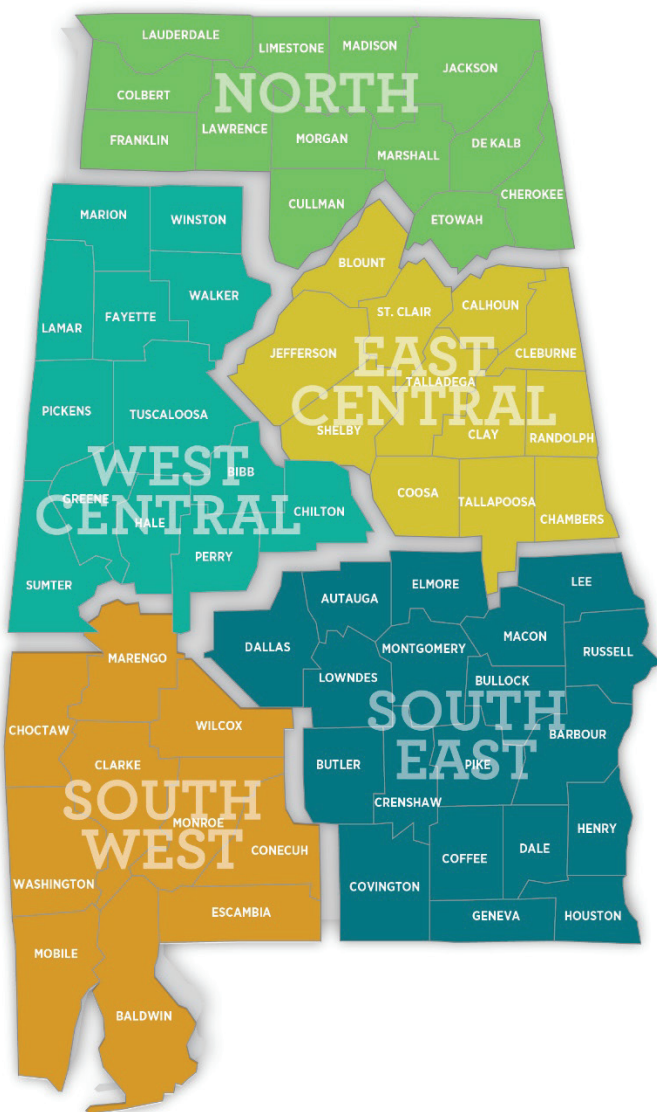 LAUDERDALE
LIMESTONE
MADISON
JACKSON
COLBERT
NORTH
FRANKLIN
LAWRENCE
MORGAN
MARSHALL
DE KALB
CHEROKEE
CULLMAN
ETOWAH
MARION
WINSTON
WALKER
LAMAR
FAYETTE
PICKENS
TUSCALOOSA
WEST
CENTRAL
BIBB
GREENE
HALE
CHILTON
PERRY
SUMTER
BLOUNT
ST. CLAIR
CALHOUN
JEFFERSON
EAST
CENTRAL
CLEBURNE
TALLADEGA
SHELBY
CLAY
RANDOLPH
COOSA
TALLAPOOSA
CHAMBERS
MARENGO
CHOCTAW
WILCOX
CLARKE
SOUTH
WEST
MONROE
CONECUH
WASHINGTON
ESCAMBIA
MOBILE
BALDWIN
AUTAUGA
ELMORE
LEE
DALLAS
MONTGOMERY
MACON
RUSSELL
LOWNDES
BULLOCK
SOUTH
EAST
BARBOUR
BUTLER
PIKE
CRENSHAW
HENRY
COFFEE
DALE
COVINGTON
GENEVA
HOUSTON